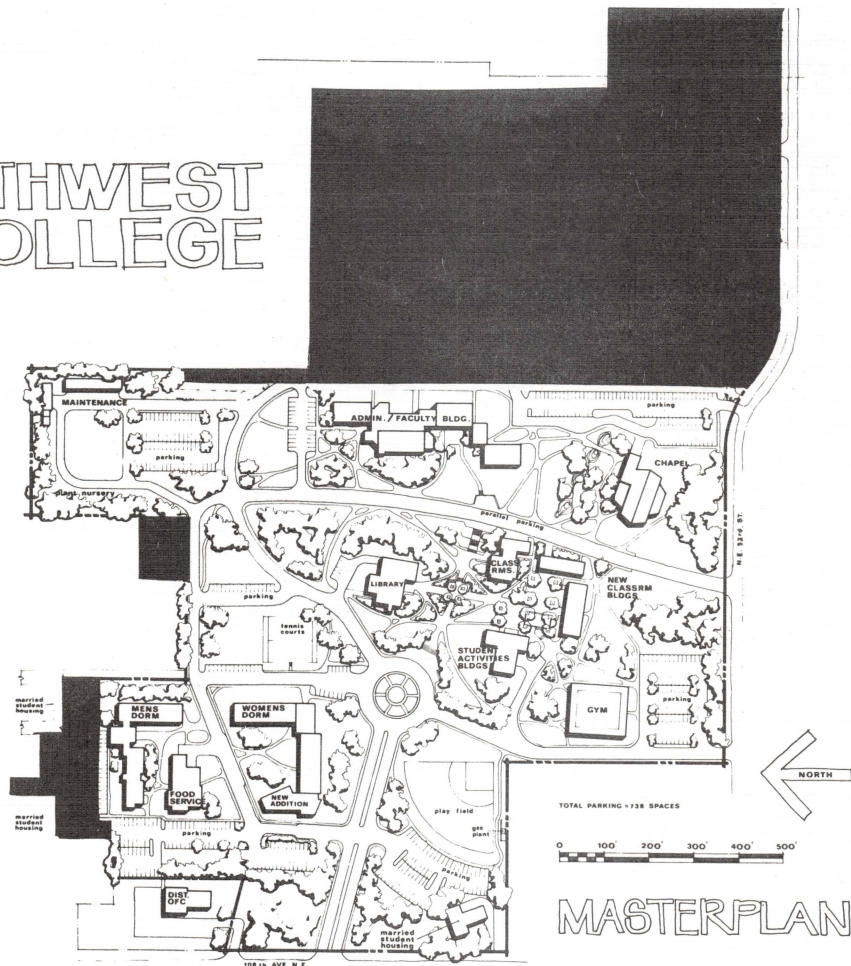 THWEST
OLLEGE
MAINTENANCE
parking
plant nursery
ADMIN. / FACULTY BLDG.
parking
CHAPEL
parallel parking
N.E. 53rd. ST.
CLASS
RMS.
LIBRARY
NEW
CLASSRM
BLDGS.
parking
tennis
courts
STUDENT
ACTIVITIES
BLDGS
married
student
housing
MENS
DORM
WOMENS
DORM
GYM
parking
NORTH
FOOD
SERVICE
NEW
ADDITION
married
student
housing
parking
play field
gas
plant
parking
TOTAL PARKING = 738 SPACES
0 100' 200' 300' 400' 500'
DIST.
OFC
married
student
housing
MASTERPLAN
108 th AVE N.E.